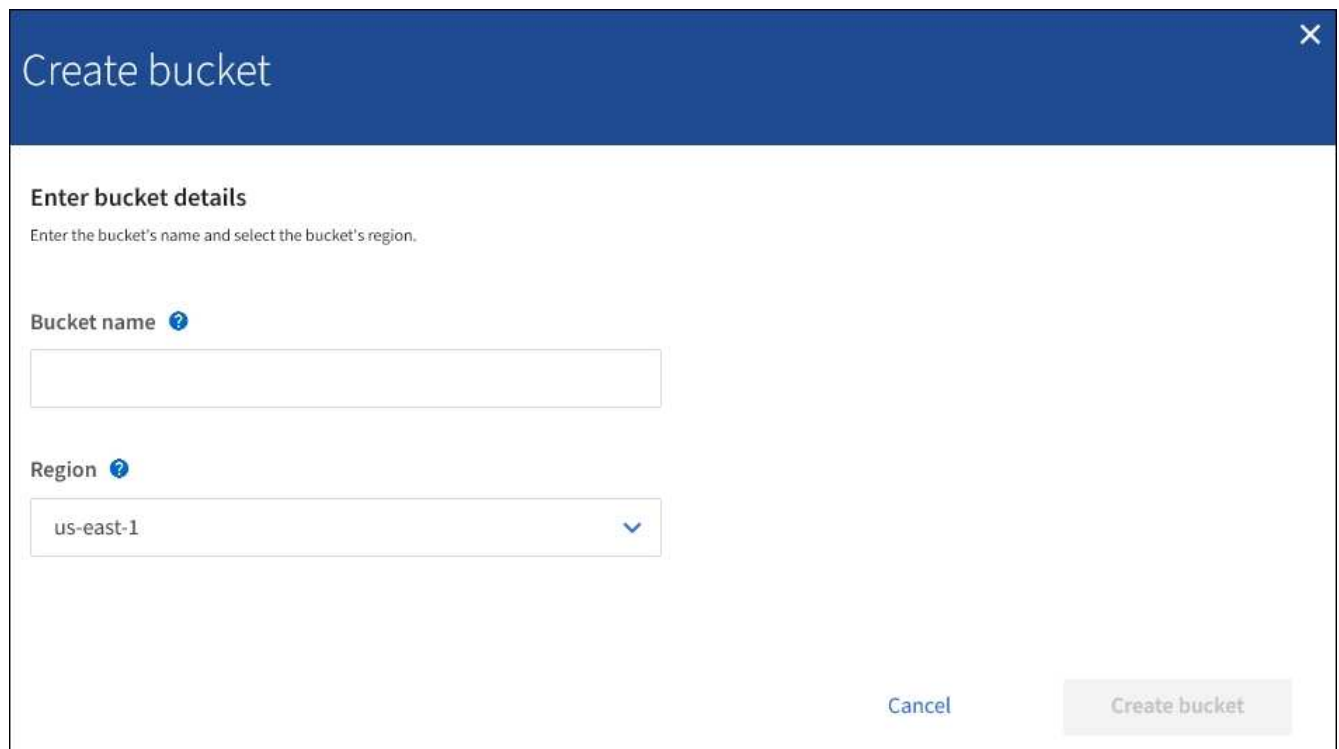 Create bucket
Enter bucket details
Enter the bucket's name and select the bucket's region.
Bucket name ?
Region ?
us-east-1
Cancel Create bucket